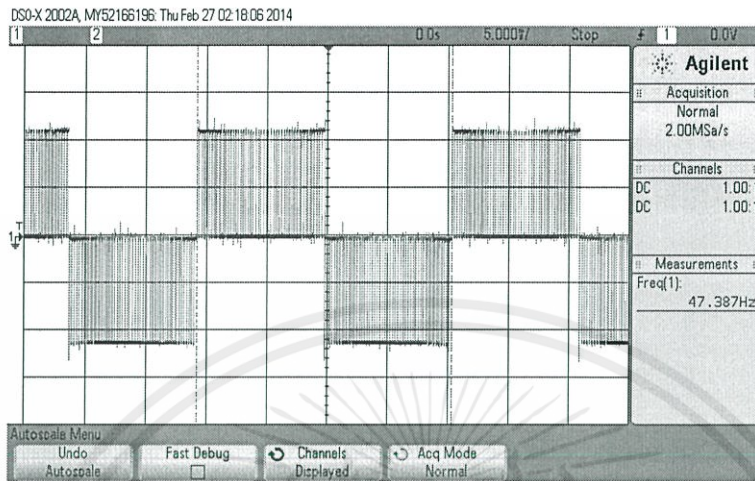 DSO-X 2002A, MY52166196: Thu Feb 27 02:18:06 2014
1 2 0.0s 5.000%/ Stop 1 0.0V
Agilent
Acquisition
Normal
2.00MSa/s
Channels
DC 1.00:
DC 1.00:
Measurements
Freq(1):
47.387Hz
T
1
Autoscale Menu
Undo
Autoscale
Fast Debug
Channels
Displayed
Acq Mode
Normal